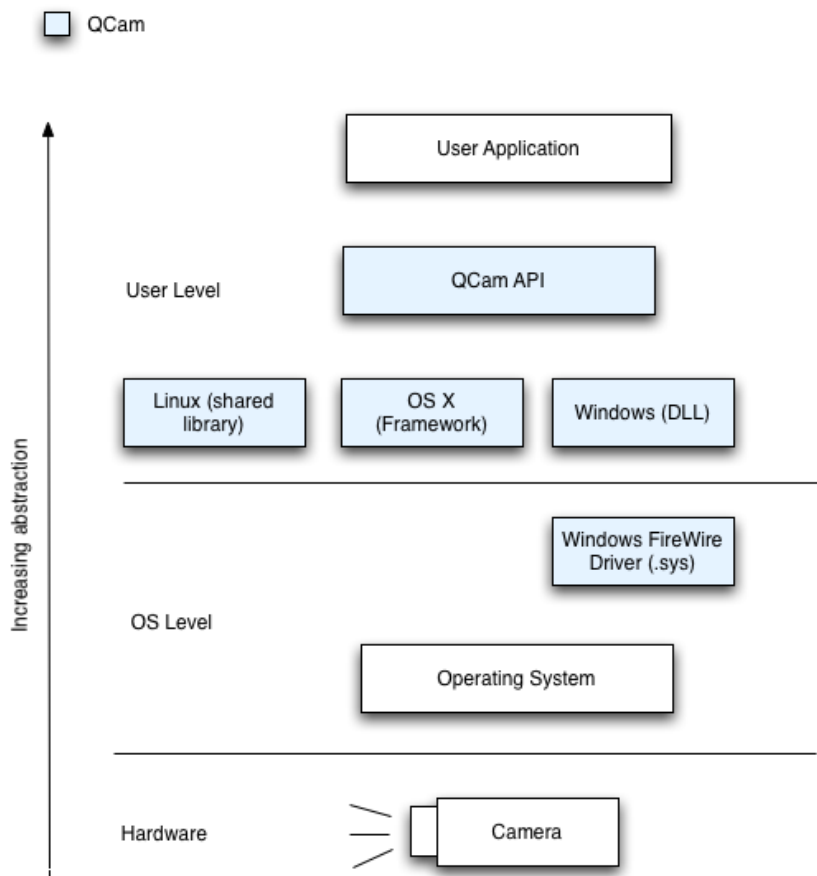 QCam
User Application
User Level
QCam API
Linux (shared
library)
OS X
(Framework)
Windows (DLL)
Increasing abstraction
Windows FireWire
Driver (.sys)
OS Level
Operating System
Hardware
Camera